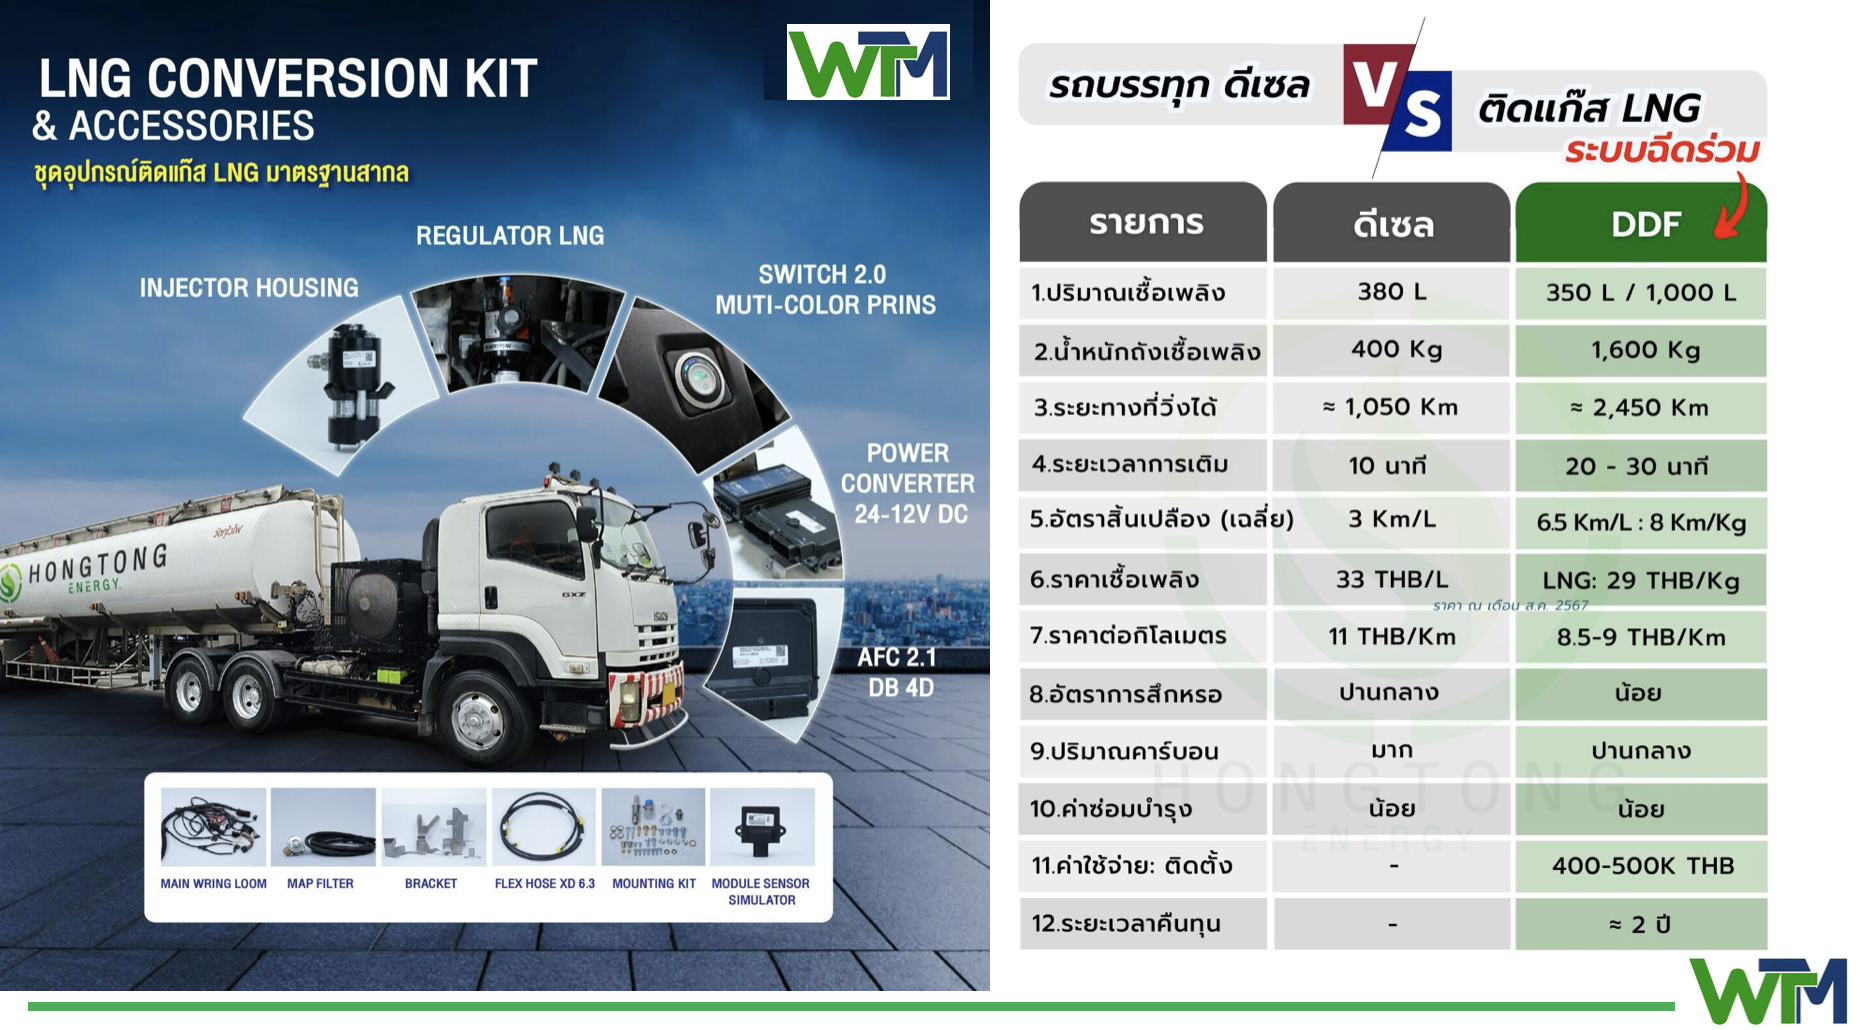 WTM
LNG CONVERSION KIT
& ACCESSORIES
ชุดอุปกรณ์ติดแก๊ส LNG มาตรฐานสากล
REGULATOR LNG
INJECTOR HOUSING
SWITCH 2.0
MUTI-COLOR PRINS
POWER
CONVERTER
24-12V DC
AFC 2.1
DB 4D
วัตถุไวไฟ
HONGTONG
ENERGY.
GXZ
ISUZU
MAIN WRING LOOM
MAP FILTER
BRACKET
FLEX HOSE XD 6.3
MOUNTING KIT
MODULE SENSOR
SIMULATOR
รถบรรทุก ดีเซล VS ติดแก๊ส LNG
ระบบฉีดร่วม
รายการ ดีเซล DDF
1.ปริมาณเชื้อเพลิง 380 L 350 L / 1,000 L
2.น้ำหนักถังเชื้อเพลิง 400 Kg 1,600 Kg
3.ระยะทางที่วิ่งได้ ≈ 1,050 Km ≈ 2,450 Km
4.ระยะเวลาการเติม 10 นาที 20 - 30 นาที
5.อัตราสิ้นเปลือง (เฉลี่ย) 3 Km/L 6.5 Km/L : 8 Km/Kg
6.ราคาเชื้อเพลิง 33 THB/L LNG: 29 THB/Kg
ราคา ณ เดือน ส.ค. 2567
7.ราคาต่อกิโลเมตร 11 THB/Km 8.5-9 THB/Km
8.อัตราการสึกหรอ ปานกลาง น้อย
9.ปริมาณคาร์บอน มาก ปานกลาง
HONGTONG
10.ค่าซ่อมบำรุง น้อย น้อย
ENERGY.
11.ค่าใช้จ่าย: ติดตั้ง - 400-500K THB
12.ระยะเวลาคืนทุน - ≈ 2 ปี
WTM